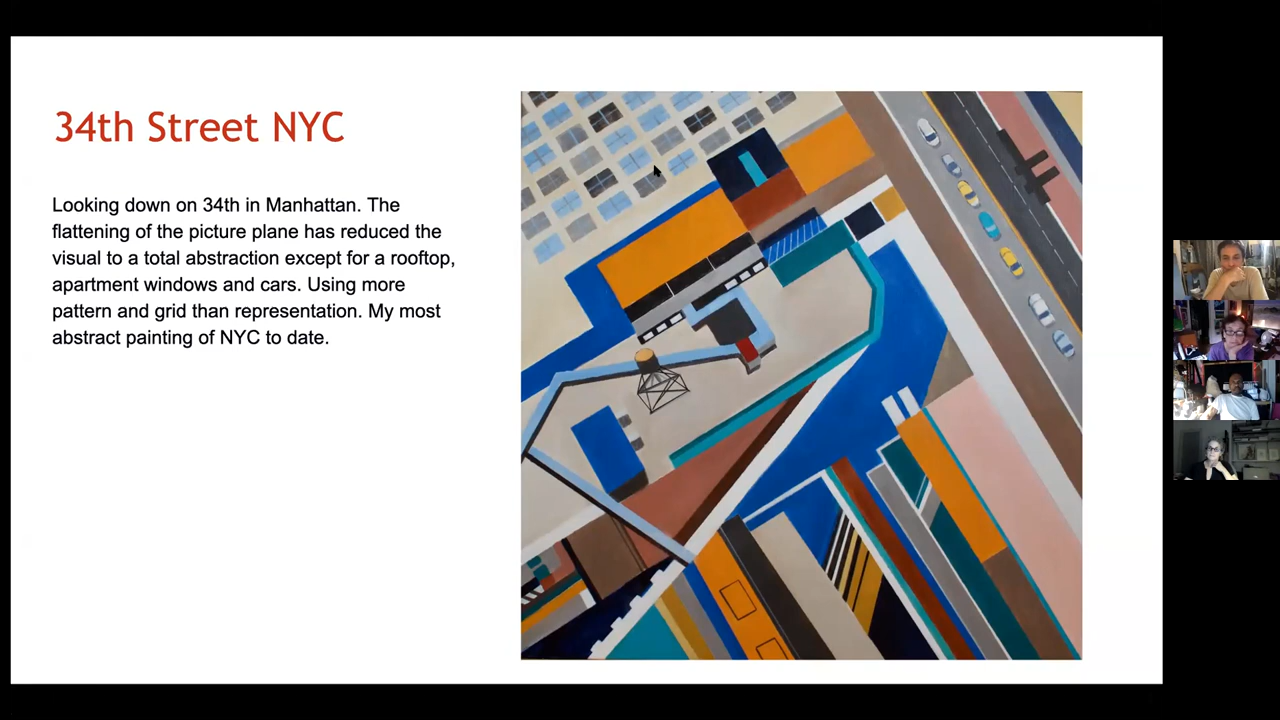 34th Street NYC
Looking down on 34th in Manhattan. The
flattening of the picture plane has reduced the
visual to a total abstraction except for a rooftop,
apartment windows and cars. Using more
pattern and grid than representation. My most
abstract painting of NYC to date.